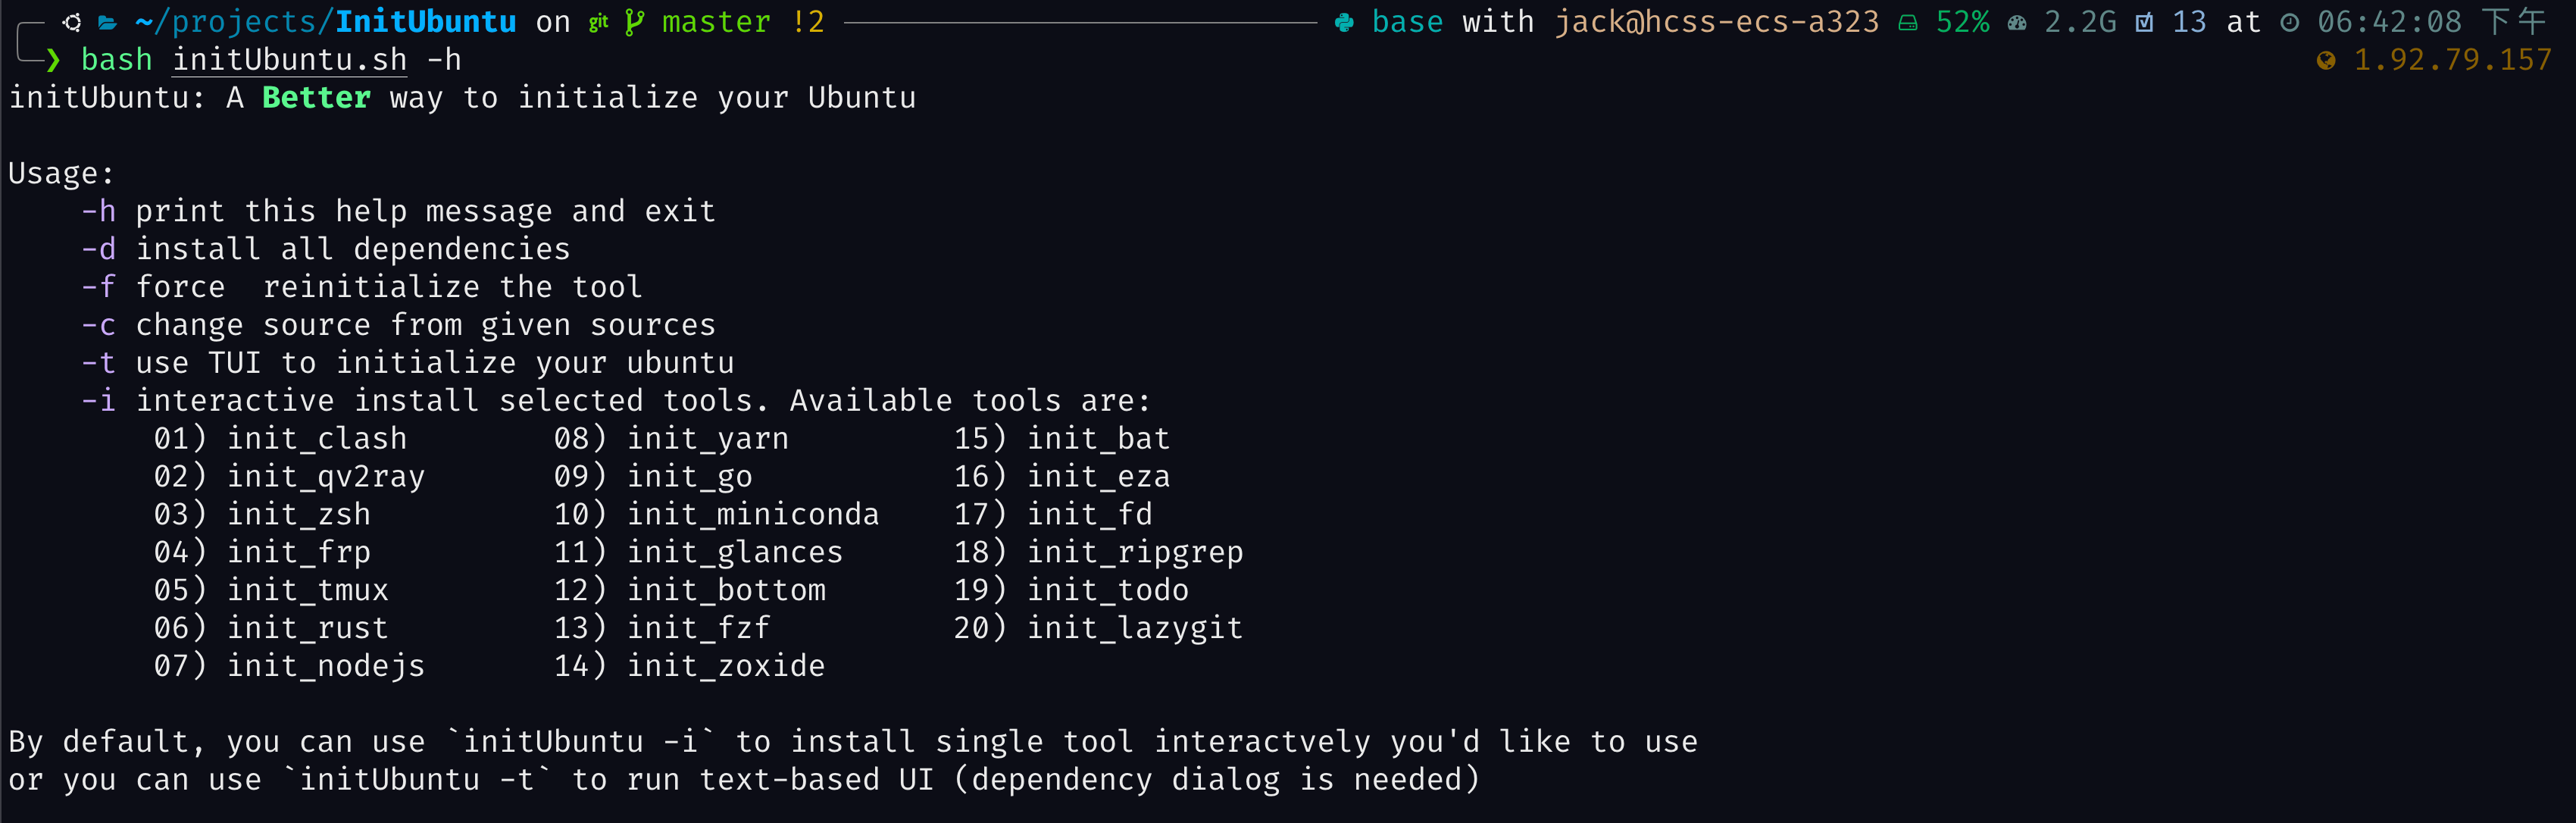 ~/projects/InitUbuntu on git master !2 base with jack@hcss-ecs-a323 52% 2.2G 13 at 06:42:08 下午
❯ bash initUbuntu.sh -h 1.92.79.157
initUbuntu: A Better way to initialize your Ubuntu
Usage:
-h print this help message and exit
-d install all dependencies
-f force  reinitialize the tool
-c change source from given sources
-t use TUI to initialize your ubuntu
-i interactive install selected tools. Available tools are:
01) init_clash 08) init_yarn 15) init_bat
02) init_qv2ray 09) init_go 16) init_eza
03) init_zsh 10) init_miniconda 17) init_fd
04) init_frp 11) init_glances 18) init_ripgrep
05) init_tmux 12) init_bottom 19) init_todo
06) init_rust 13) init_fzf 20) init_lazygit
07) init_nodejs 14) init_zoxide
By default, you can use `initUbuntu -i` to install single tool interactvely you'd like to use
or you can use `initUbuntu -t` to run text-based UI (dependency dialog is needed)